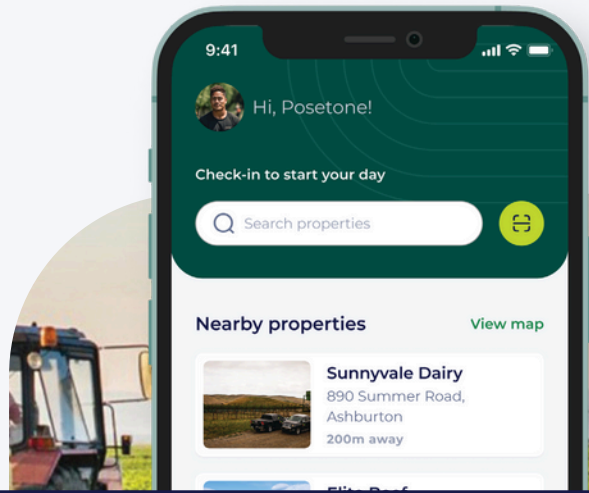 9:41
Hi, Posetone!
Check-in to start your day
Search properties
Nearby properties
View map
Sunnyvale Dairy
890 Summer Road,
Ashburton
200m away